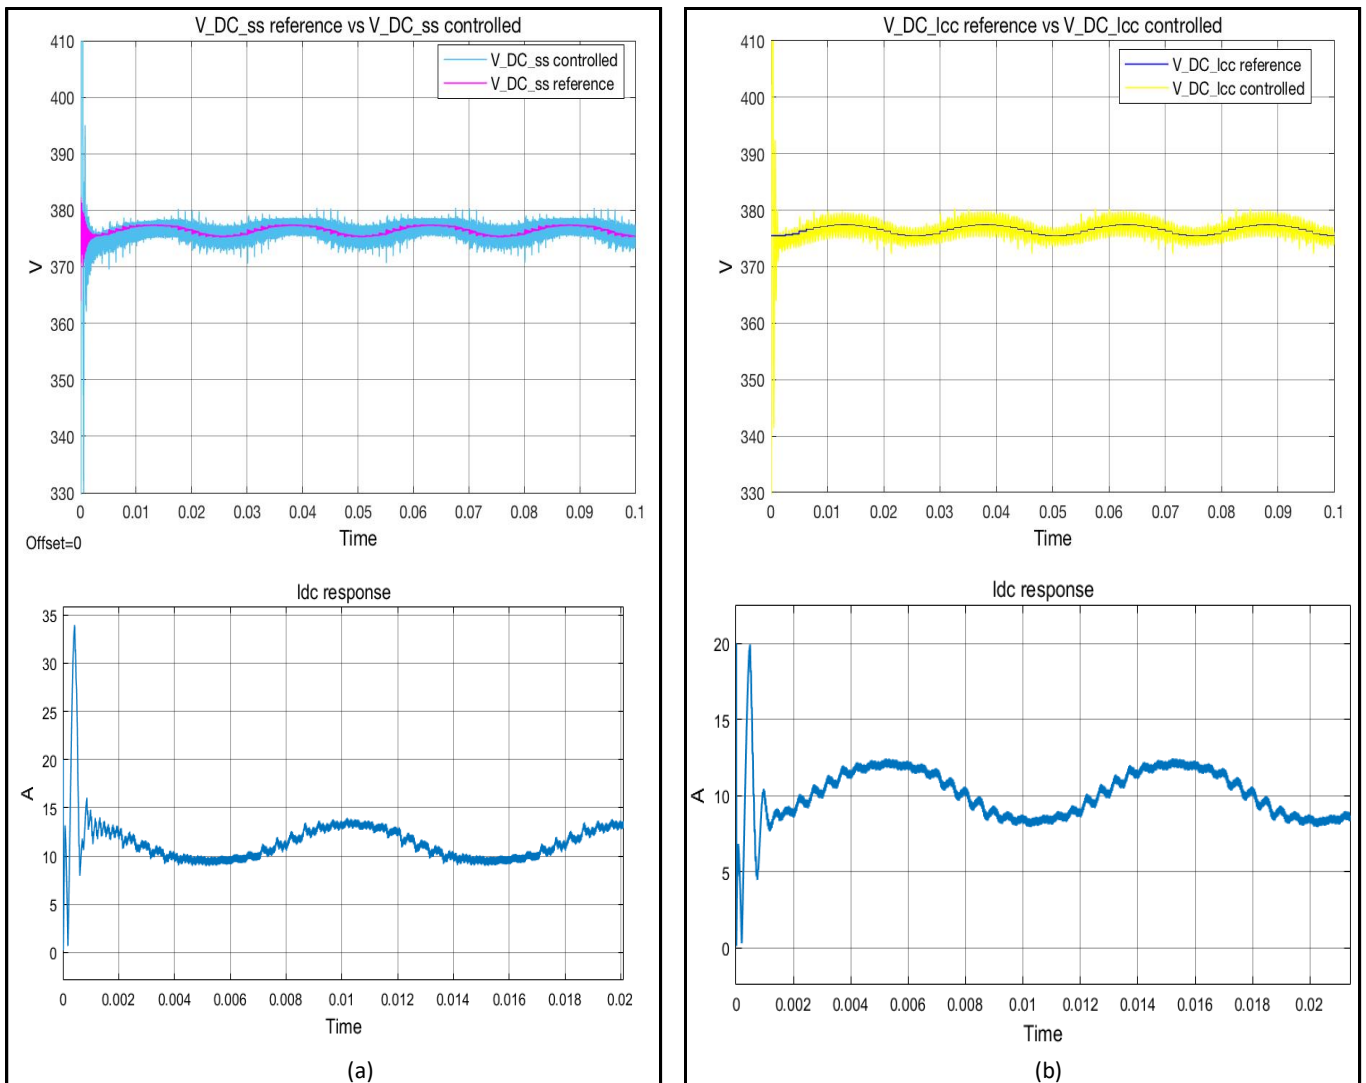 V_DC_ss reference vs V_DC_ss controlled
410
400
390
380
370
360
350
340
330
V
V_DC_ss controlled
V_DC_ss reference
0 0.01 0.02 0.03 0.04 0.05 0.06 0.07 0.08 0.09 0.1
Time
Offset=0
Idc response
35
30
25
20
15
10
5
0
A
0 0.002 0.004 0.006 0.008 0.01 0.012 0.014 0.016 0.018 0.02
Time
(a)
V_DC_lcc reference vs V_DC_lcc controlled
410
400
390
380
370
360
350
340
330
V
V_DC_lcc reference
V_DC_lcc controlled
0 0.01 0.02 0.03 0.04 0.05 0.06 0.07 0.08 0.09 0.1
Time
Idc response
20
15
10
5
0
A
0 0.002 0.004 0.006 0.008 0.01 0.012 0.014 0.016 0.018 0.02
Time
(b)